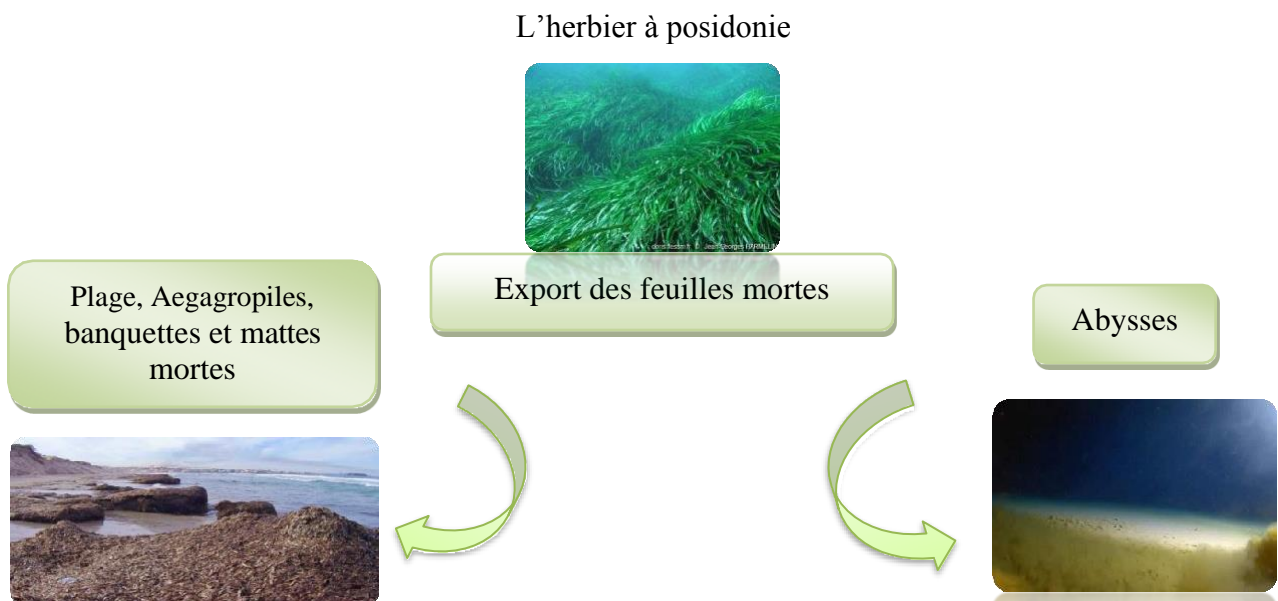 L'herbier à posidonie
Export des feuilles mortes
Plage, Aegagropiles,
banquettes et mattes
mortes
Abysses